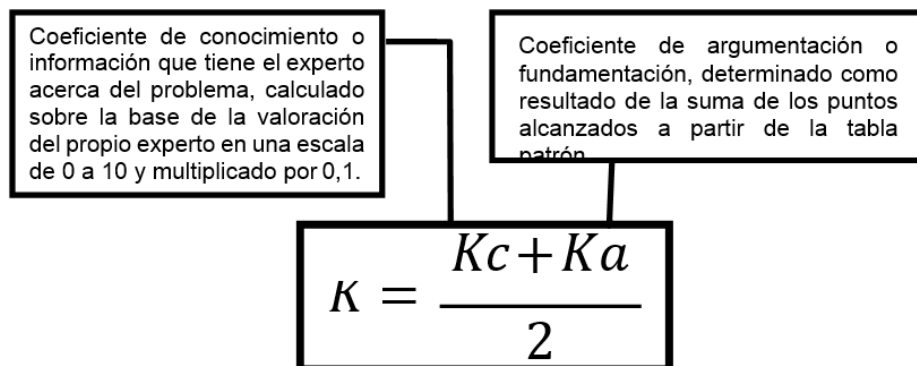 Coeficiente de conocimiento o
información que tiene el experto
acerca del problema, calculado
sobre la base de la valoración
del propio experto en una escala
de 0 a 10 y multiplicado por 0,1.
Coeficiente de argumentación o
fundamentación, determinado como
resultado de la suma de los puntos
alcanzados a partir de la tabla
patrón
K = Kc + Ka
2